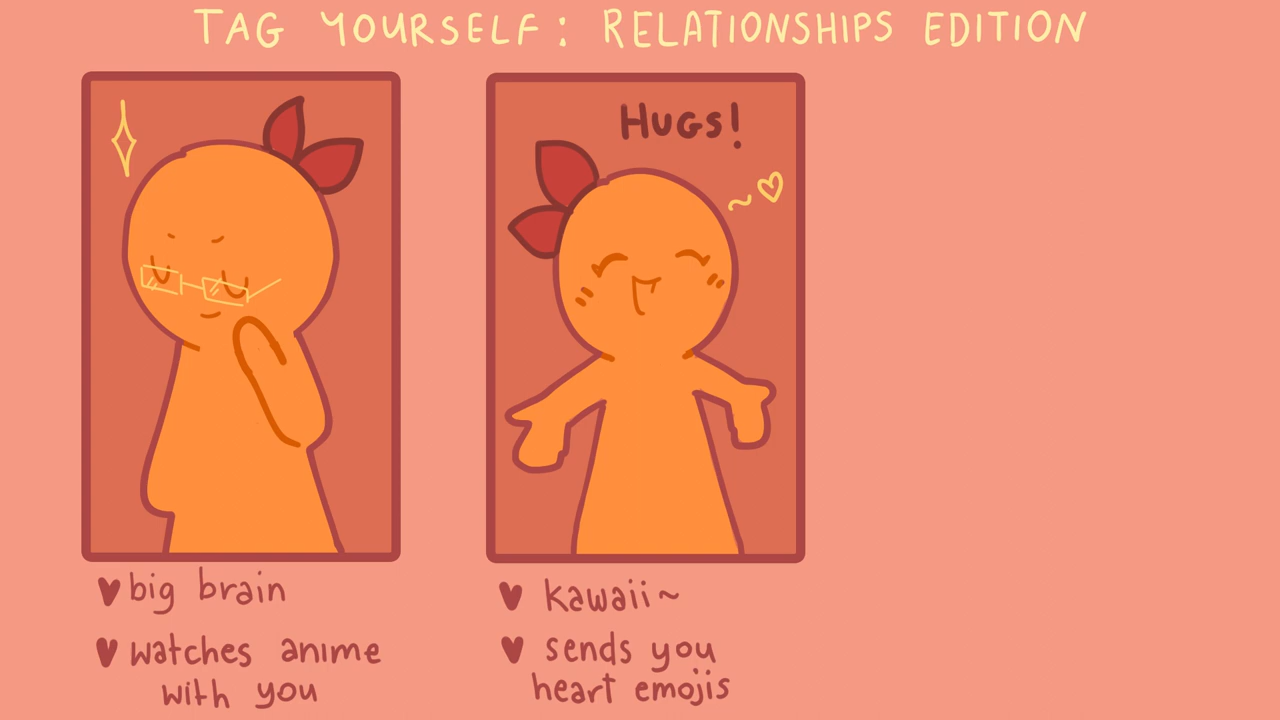 TAG YOURSELF: RELATIONSHIPS EDITION
HUGS!
♥ big brain
♥ watches anime
with you
♥ kawaii~
♥ sends you
heart emojis